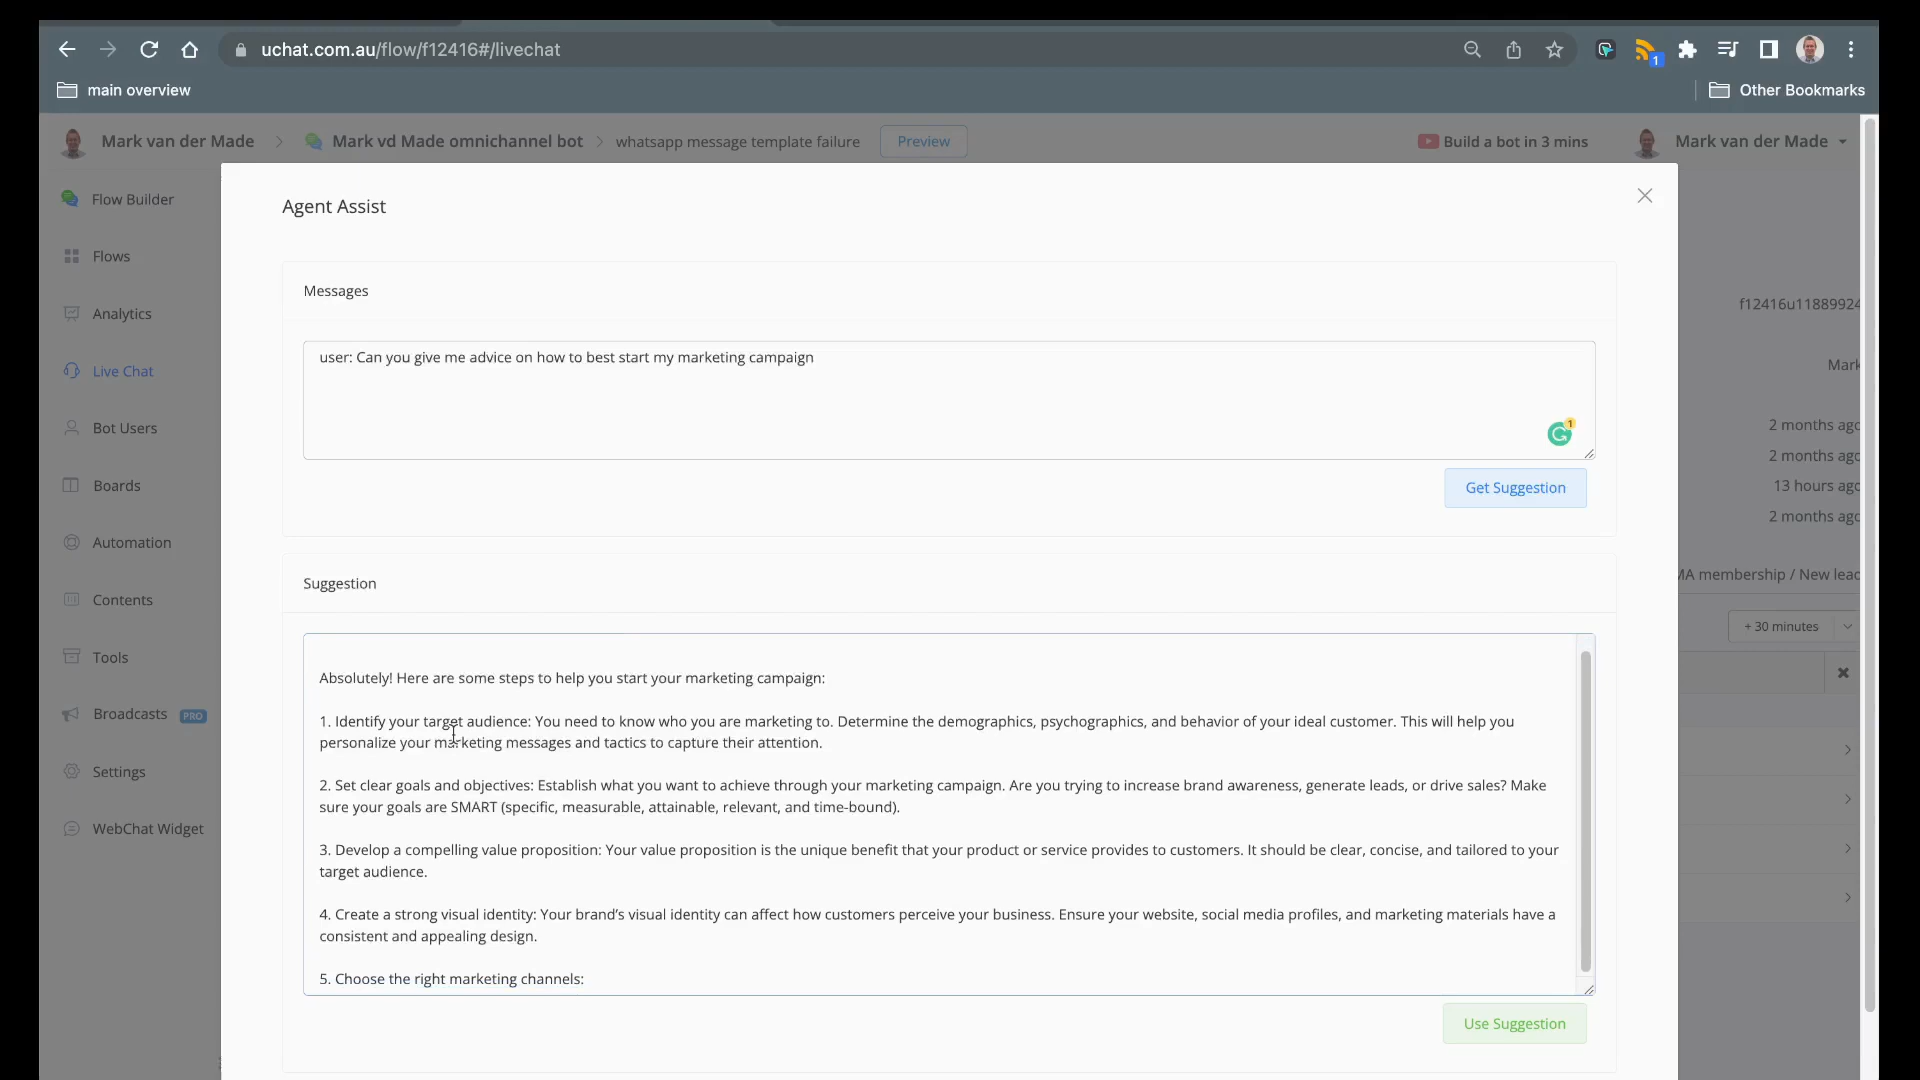 uchat.com.au/flow/f12416#/livechat
1
main overview
Other Bookmarks
Mark van der Made
Mark vd Made omnichannel bot
whatsapp message template failure
Preview
Build a bot in 3 mins
Mark van der Made
Flow Builder
Flows
Analytics
Live Chat
Bot Users
Boards
Automation
Contents
Tools
Broadcasts PRO
Settings
WebChat Widget
Agent Assist
Messages
user: Can you give me advice on how to best start my marketing campaign
1
Get Suggestion
Suggestion
Absolutely! Here are some steps to help you start your marketing campaign:
1. Identify your target audience: You need to know who you are marketing to. Determine the demographics, psychographics, and behavior of your ideal customer. This will help you
personalize your marketing messages and tactics to capture their attention.
2. Set clear goals and objectives: Establish what you want to achieve through your marketing campaign. Are you trying to increase brand awareness, generate leads, or drive sales? Make
sure your goals are SMART (specific, measurable, attainable, relevant, and time-bound).
3. Develop a compelling value proposition: Your value proposition is the unique benefit that your product or service provides to customers. It should be clear, concise, and tailored to your
target audience.
4. Create a strong visual identity: Your brand’s visual identity can affect how customers perceive your business. Ensure your website, social media profiles, and marketing materials have a
consistent and appealing design.
5. Choose the right marketing channels:
Use Suggestion
f12416u11889924
Mark
2 months ago
2 months ago
13 hours ago
2 months ago
MA membership / New lead
+ 30 minutes